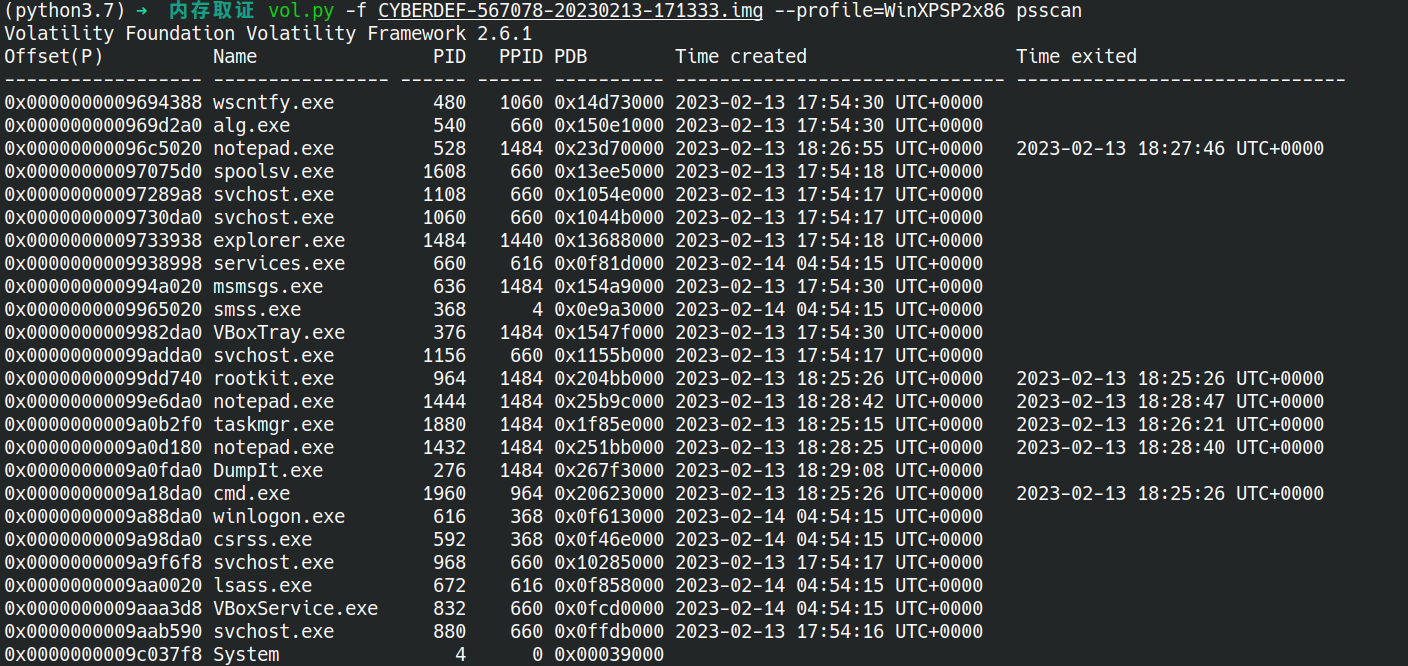 (python3.7) → 内存取证 vol.py -f CYBERDEF-567078-20230213-171333.img --profile=WinXPSP2x86 psscan
Volatility Foundation Volatility Framework 2.6.1
Offset(P)          Name                PID   PPID PDB        Time created                   Time exited
------------------ ---------------- ------ ------ ---------- ------------------------------ ------------------------------
0x0000000009694388 wscntfy.exe         480   1060 0x14d73000 2023-02-13 17:54:30 UTC+0000
0x000000000969d2a0 alg.exe             540    660 0x150e1000 2023-02-13 17:54:30 UTC+0000
0x00000000096c5020 notepad.exe         528   1484 0x23d70000 2023-02-13 18:26:55 UTC+0000   2023-02-13 18:27:46 UTC+0000
0x00000000097075d0 spoolsv.exe        1608    660 0x13ee5000 2023-02-13 17:54:18 UTC+0000
0x00000000097289a8 svchost.exe        1108    660 0x1054e000 2023-02-13 17:54:17 UTC+0000
0x0000000009730da0 svchost.exe        1060    660 0x1044b000 2023-02-13 17:54:17 UTC+0000
0x0000000009733938 explorer.exe       1484   1440 0x13688000 2023-02-13 17:54:18 UTC+0000
0x0000000009938998 services.exe        660    616 0x0f81d000 2023-02-14 04:54:15 UTC+0000
0x000000000994a020 msmsgs.exe          636   1484 0x154a9000 2023-02-13 17:54:30 UTC+0000
0x0000000009965020 smss.exe            368      4 0x0e9a3000 2023-02-14 04:54:15 UTC+0000
0x0000000009982da0 VBoxTray.exe        376   1484 0x1547f000 2023-02-13 17:54:30 UTC+0000
0x00000000099adda0 svchost.exe        1156    660 0x1155b000 2023-02-13 17:54:17 UTC+0000
0x00000000099dd740 rootkit.exe         964   1484 0x204bb000 2023-02-13 18:25:26 UTC+0000   2023-02-13 18:25:26 UTC+0000
0x00000000099e6da0 notepad.exe        1444   1484 0x25b9c000 2023-02-13 18:28:42 UTC+0000   2023-02-13 18:28:47 UTC+0000
0x0000000009a0b2f0 taskmgr.exe        1880   1484 0x1f85e000 2023-02-13 18:25:15 UTC+0000   2023-02-13 18:26:21 UTC+0000
0x0000000009a0d180 notepad.exe        1432   1484 0x251bb000 2023-02-13 18:28:25 UTC+0000   2023-02-13 18:28:40 UTC+0000
0x0000000009a0fda0 DumpIt.exe          276   1484 0x267f3000 2023-02-13 18:29:08 UTC+0000
0x0000000009a18da0 cmd.exe            1960    964 0x20623000 2023-02-13 18:25:26 UTC+0000   2023-02-13 18:25:26 UTC+0000
0x0000000009a88da0 winlogon.exe        616    368 0x0f613000 2023-02-14 04:54:15 UTC+0000
0x0000000009a98da0 csrss.exe           592    368 0x0f46e000 2023-02-14 04:54:15 UTC+0000
0x0000000009a9f6f8 svchost.exe         968    660 0x10285000 2023-02-13 17:54:17 UTC+0000
0x0000000009aa0020 lsass.exe           672    616 0x0f858000 2023-02-14 04:54:15 UTC+0000
0x0000000009aaa3d8 VBoxService.exe     832    660 0x0fcd0000 2023-02-14 04:54:15 UTC+0000
0x0000000009aab590 svchost.exe         880    660 0x0ffdb000 2023-02-13 17:54:16 UTC+0000
0x0000000009c037f8 System                4      0 0x00039000